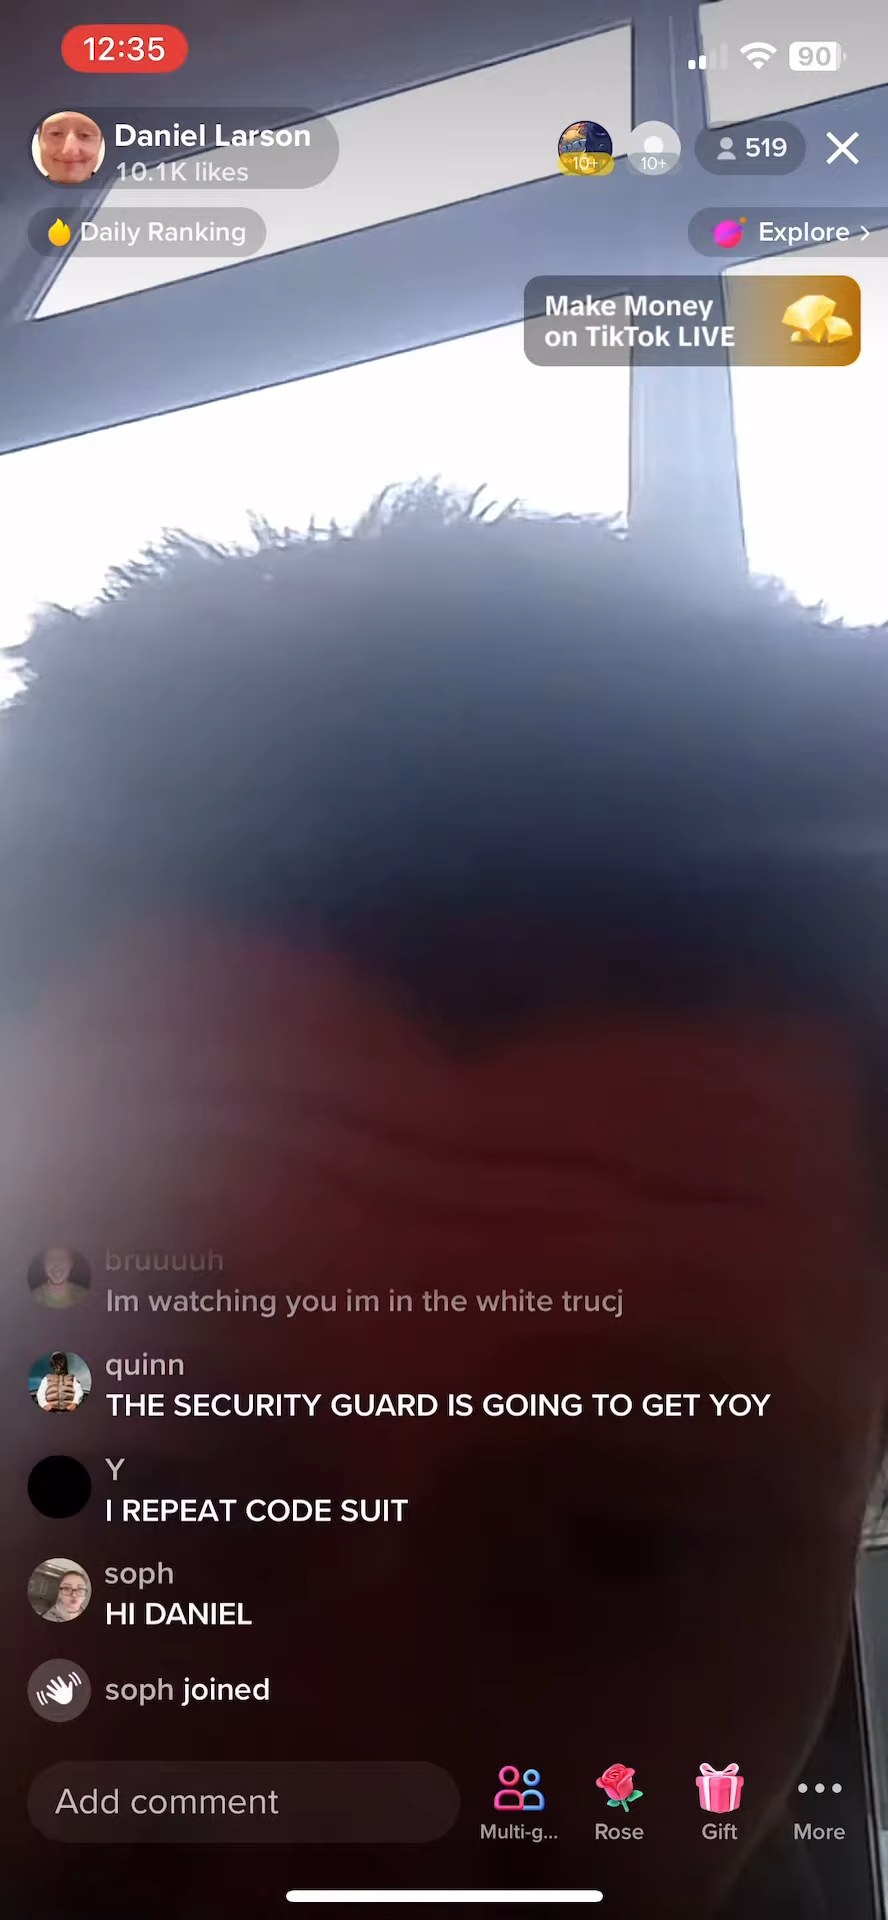 12:35
90
Daniel Larson
10.1K likes
10+
10+
519
Daily Ranking
Explore >
Make Money
on TikTok LIVE
bruuuuh
Im watching you im in the white trucj
quinn
THE SECURITY GUARD IS GOING TO GET YOY
Y
I REPEAT CODE SUIT
soph
HI DANIEL
soph joined
Add comment
Multi-g...
Rose
Gift
More